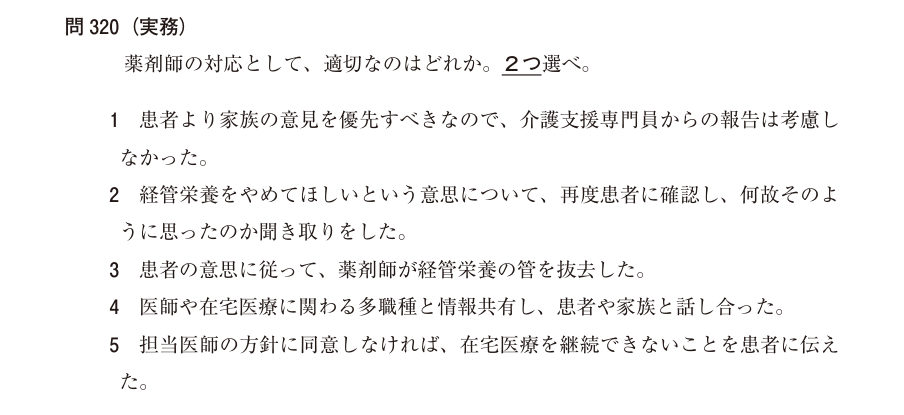 問 320（実務）
薬剤師の対応として、適切なのはどれか。２つ選べ。
1 患者より家族の意見を優先すべきなので、介護支援専門員からの報告は考慮し
なかった。
2 経管栄養をやめてほしいという意思について、再度患者に確認し、何故そのよ
うに思ったのか聞き取りをした。
3 患者の意思に従って、薬剤師が経管栄養の管を抜去した。
4 医師や在宅医療に関わる多職種と情報共有し、患者や家族と話し合った。
5 担当医師の方針に同意しなければ、在宅医療を継続できないことを患者に伝え
た。